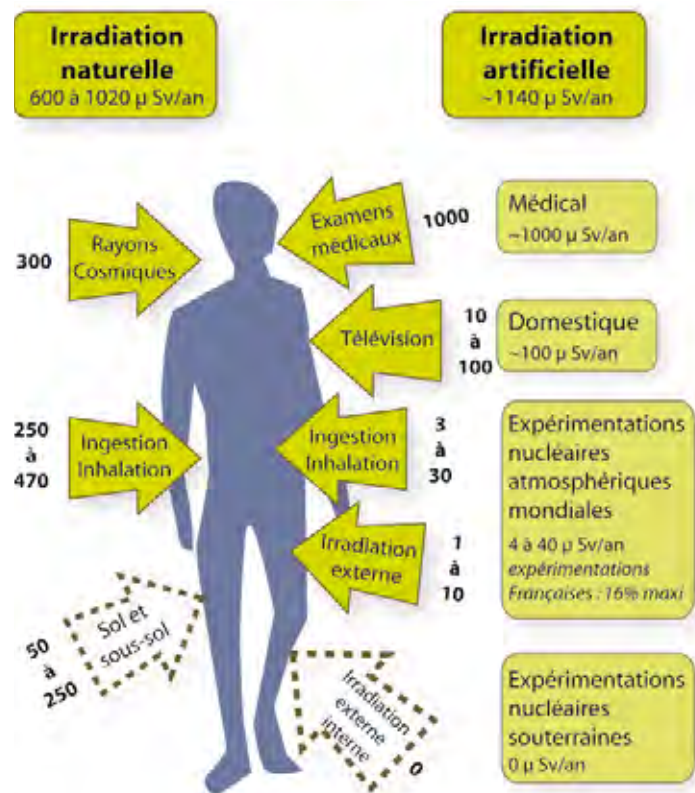 Irradiation
naturelle
600 à 1020 µ Sv/an
Irradiation
artificielle
~1140 µ Sv/an
300
Rayons
Cosmiques
Examens
médicaux
1000
Médical
~1000 µ Sv/an
Télévision
10
à
100
Domestique
~100 µ Sv/an
250
à
470
Ingestion
Inhalation
Ingestion
Inhalation
3
à
30
Irradiation
externe
1
à
10
Expérimentations
nucléaires
atmosphériques
mondiales
4 à 40 µ Sv/an
expérimentations
Françaises : 16% maxi
50
à
250
Sol et
sous-sol
Irradiation
externe
interne
0
Expérimentations
nucléaires
souterraines
0 µ Sv/an